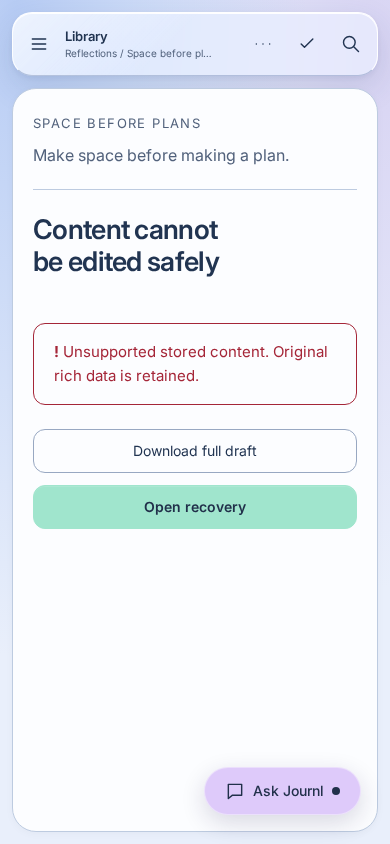 Library
Reflections / Space before pl...
...
SPACE BEFORE PLANS
Make space before making a plan.
Content cannot
be edited safely
! Unsupported stored content. Original
rich data is retained.
Download full draft
Open recovery
Ask Journl